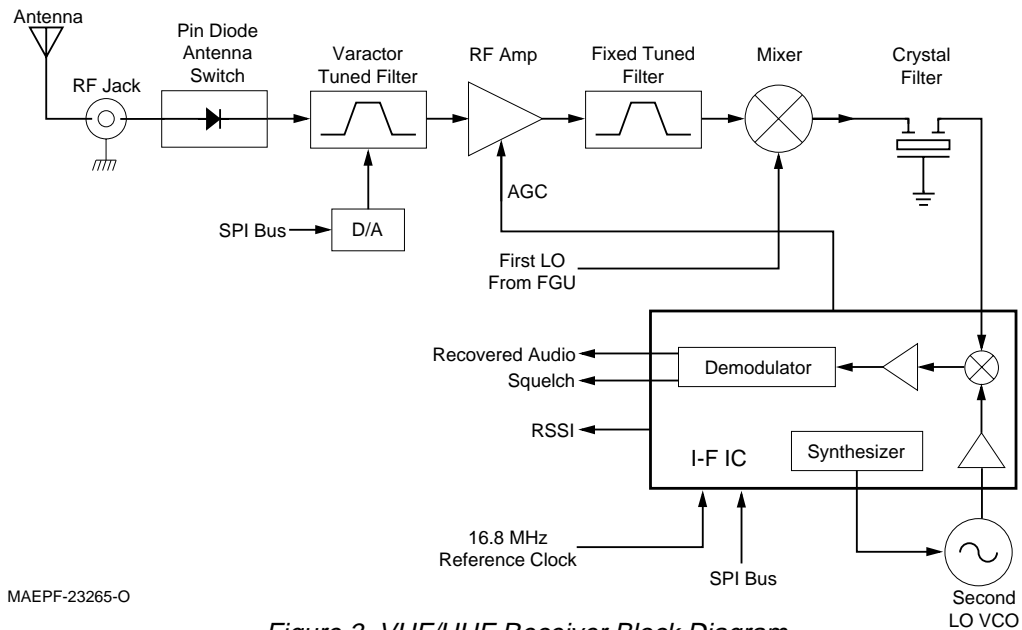 Antenna
RF Jack
Pin Diode
Antenna
Switch
Varactor
Tuned Filter
RF Amp
Fixed Tuned
Filter
Mixer
Crystal
Filter
AGC
SPI Bus
D/A
First LO
From FGU
Recovered Audio
Squelch
RSSI
Demodulator
I-F IC
Synthesizer
16.8 MHz
Reference Clock
SPI Bus
Second
LO VCO
MAEPF-23265-O